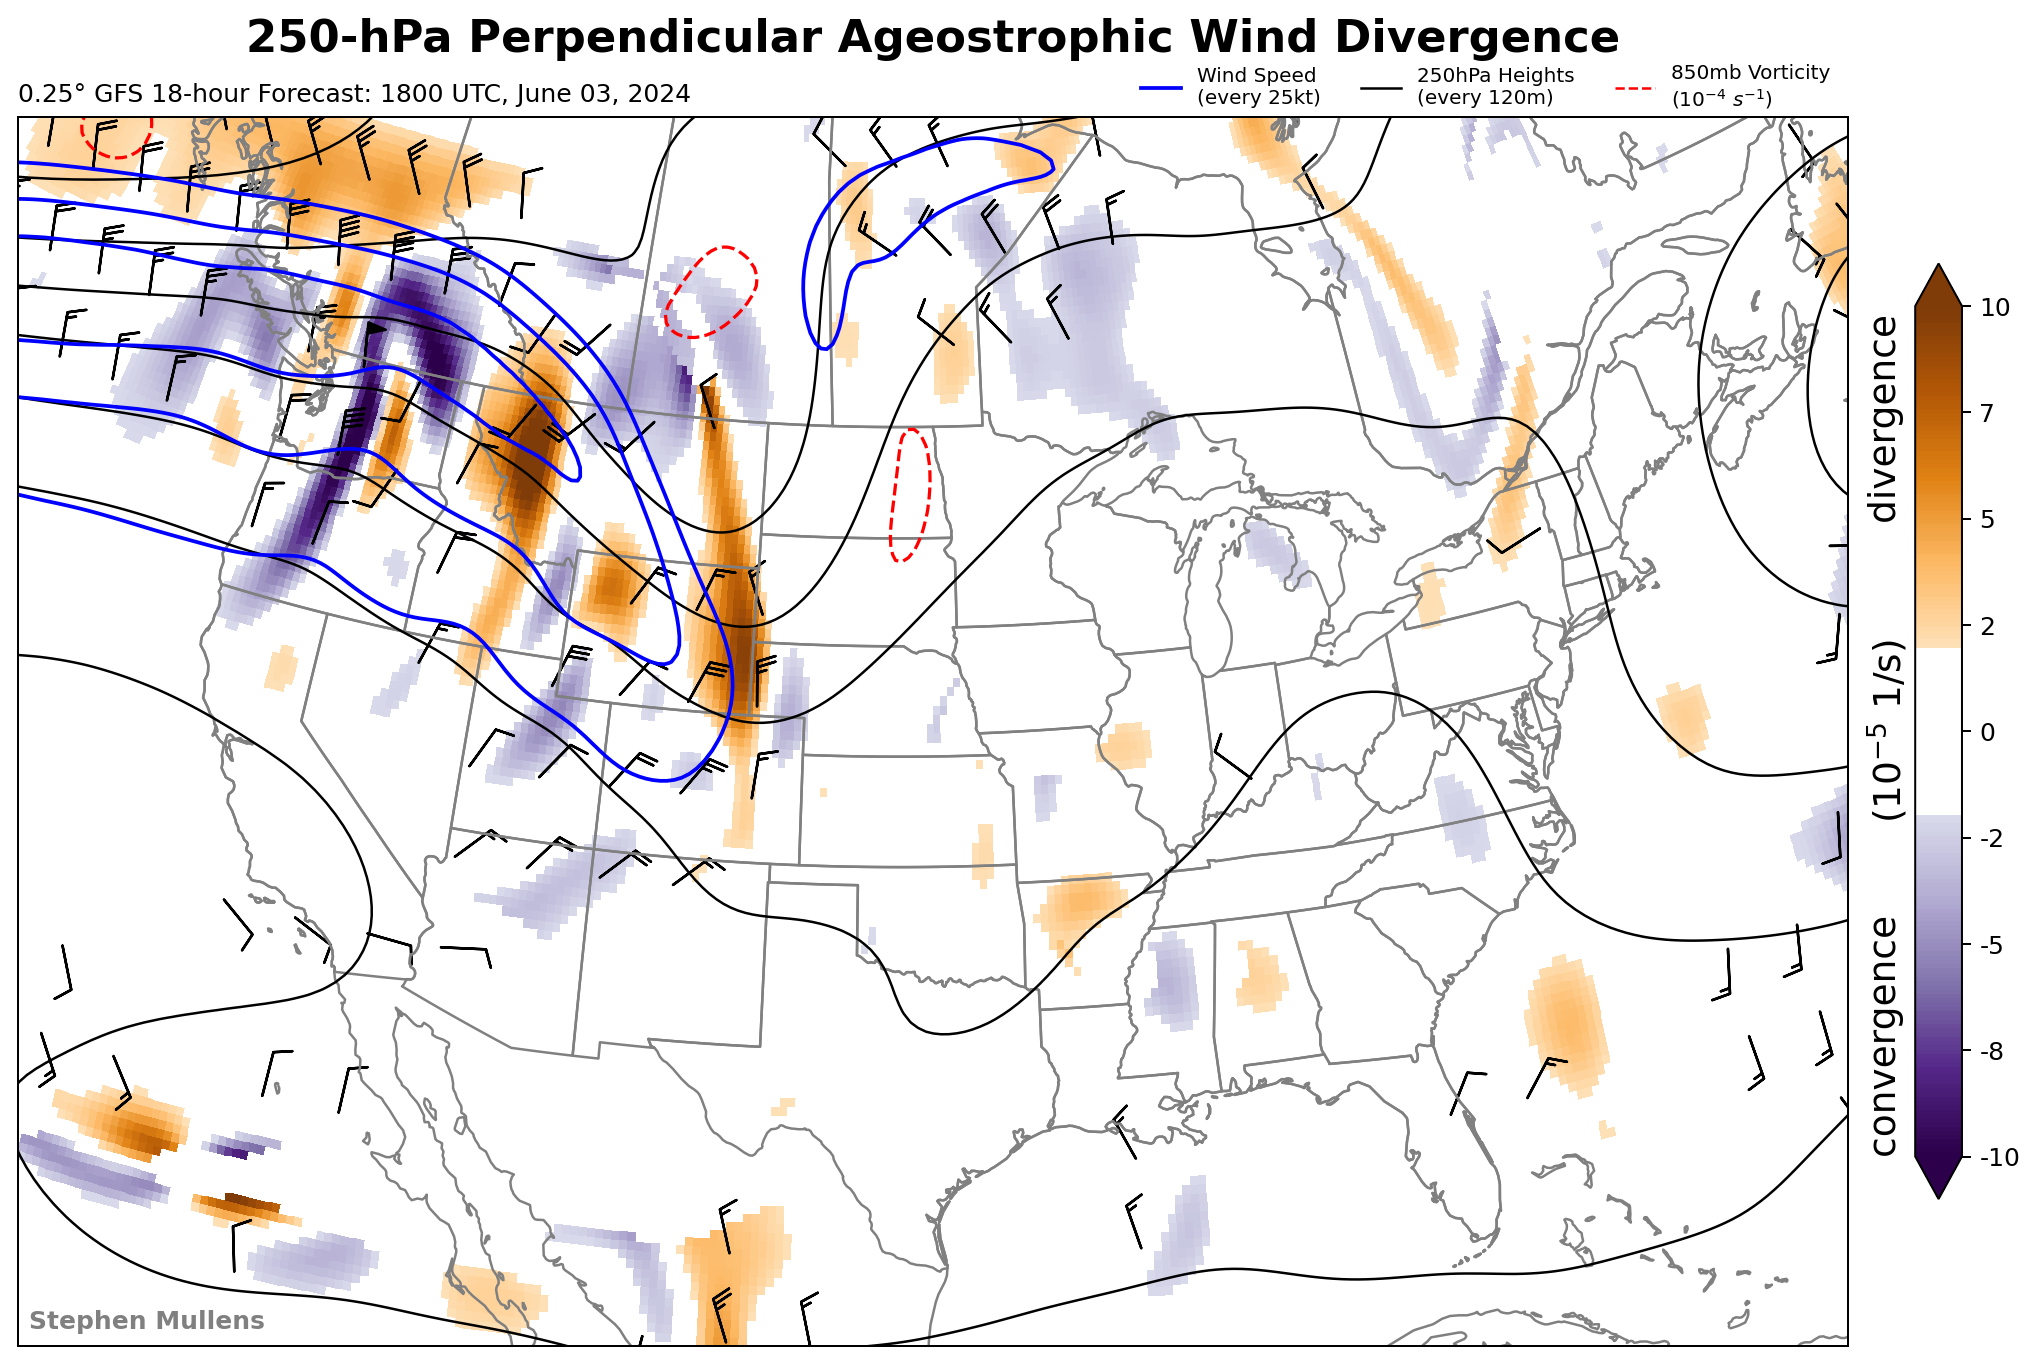 250-hPa Perpendicular Ageostrophic Wind Divergence
0.25° GFS 18-hour Forecast: 1800 UTC, June 03, 2024
Wind Speed
(every 25kt)
250hPa Heights
(every 120m)
850mb Vorticity
(10⁻⁴ s⁻¹)
10
7
5
2
0
-2
-5
-8
-10
convergence (10⁻⁵ 1/s) divergence
Stephen Mullens